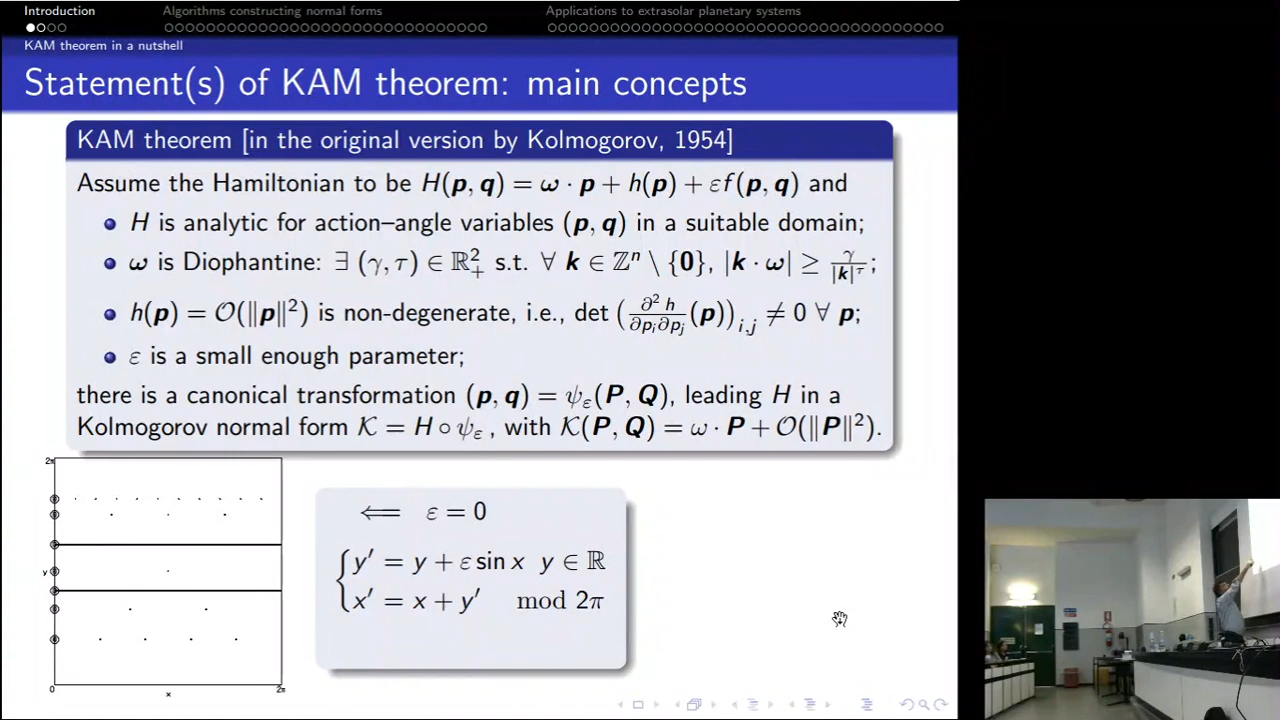 Introduction Algorithms constructing normal forms Applications to extrasolar planetary systems
KAM theorem in a nutshell
Statement(s) of KAM theorem: main concepts
KAM theorem [in the original version by Kolmogorov, 1954]
Assume the Hamiltonian to be H(p, q) = ω · p + h(p) + εf(p, q) and
H is analytic for action–angle variables (p, q) in a suitable domain;
ω is Diophantine: ∃ (γ, τ) ∈ ℝ²₊ s.t. ∀ k ∈ ℤⁿ \ {0}, |k · ω| ≥ γ/|k|^τ;
h(p) = 𝒪(‖p‖²) is non-degenerate, i.e., det (∂²h/∂pᵢ∂pⱼ (p))ᵢ,ⱼ ≠ 0 ∀ p;
ε is a small enough parameter;
there is a canonical transformation (p, q) = ψ_ε(P, Q), leading H in a
Kolmogorov normal form 𝒦 = H ∘ ψ_ε, with 𝒦(P, Q) = ω · P + 𝒪(‖P‖²).
2π
y
0
x
2π
⟸ ε = 0
y′ = y + ε sin x y ∈ ℝ
x′ = x + y′ mod 2π